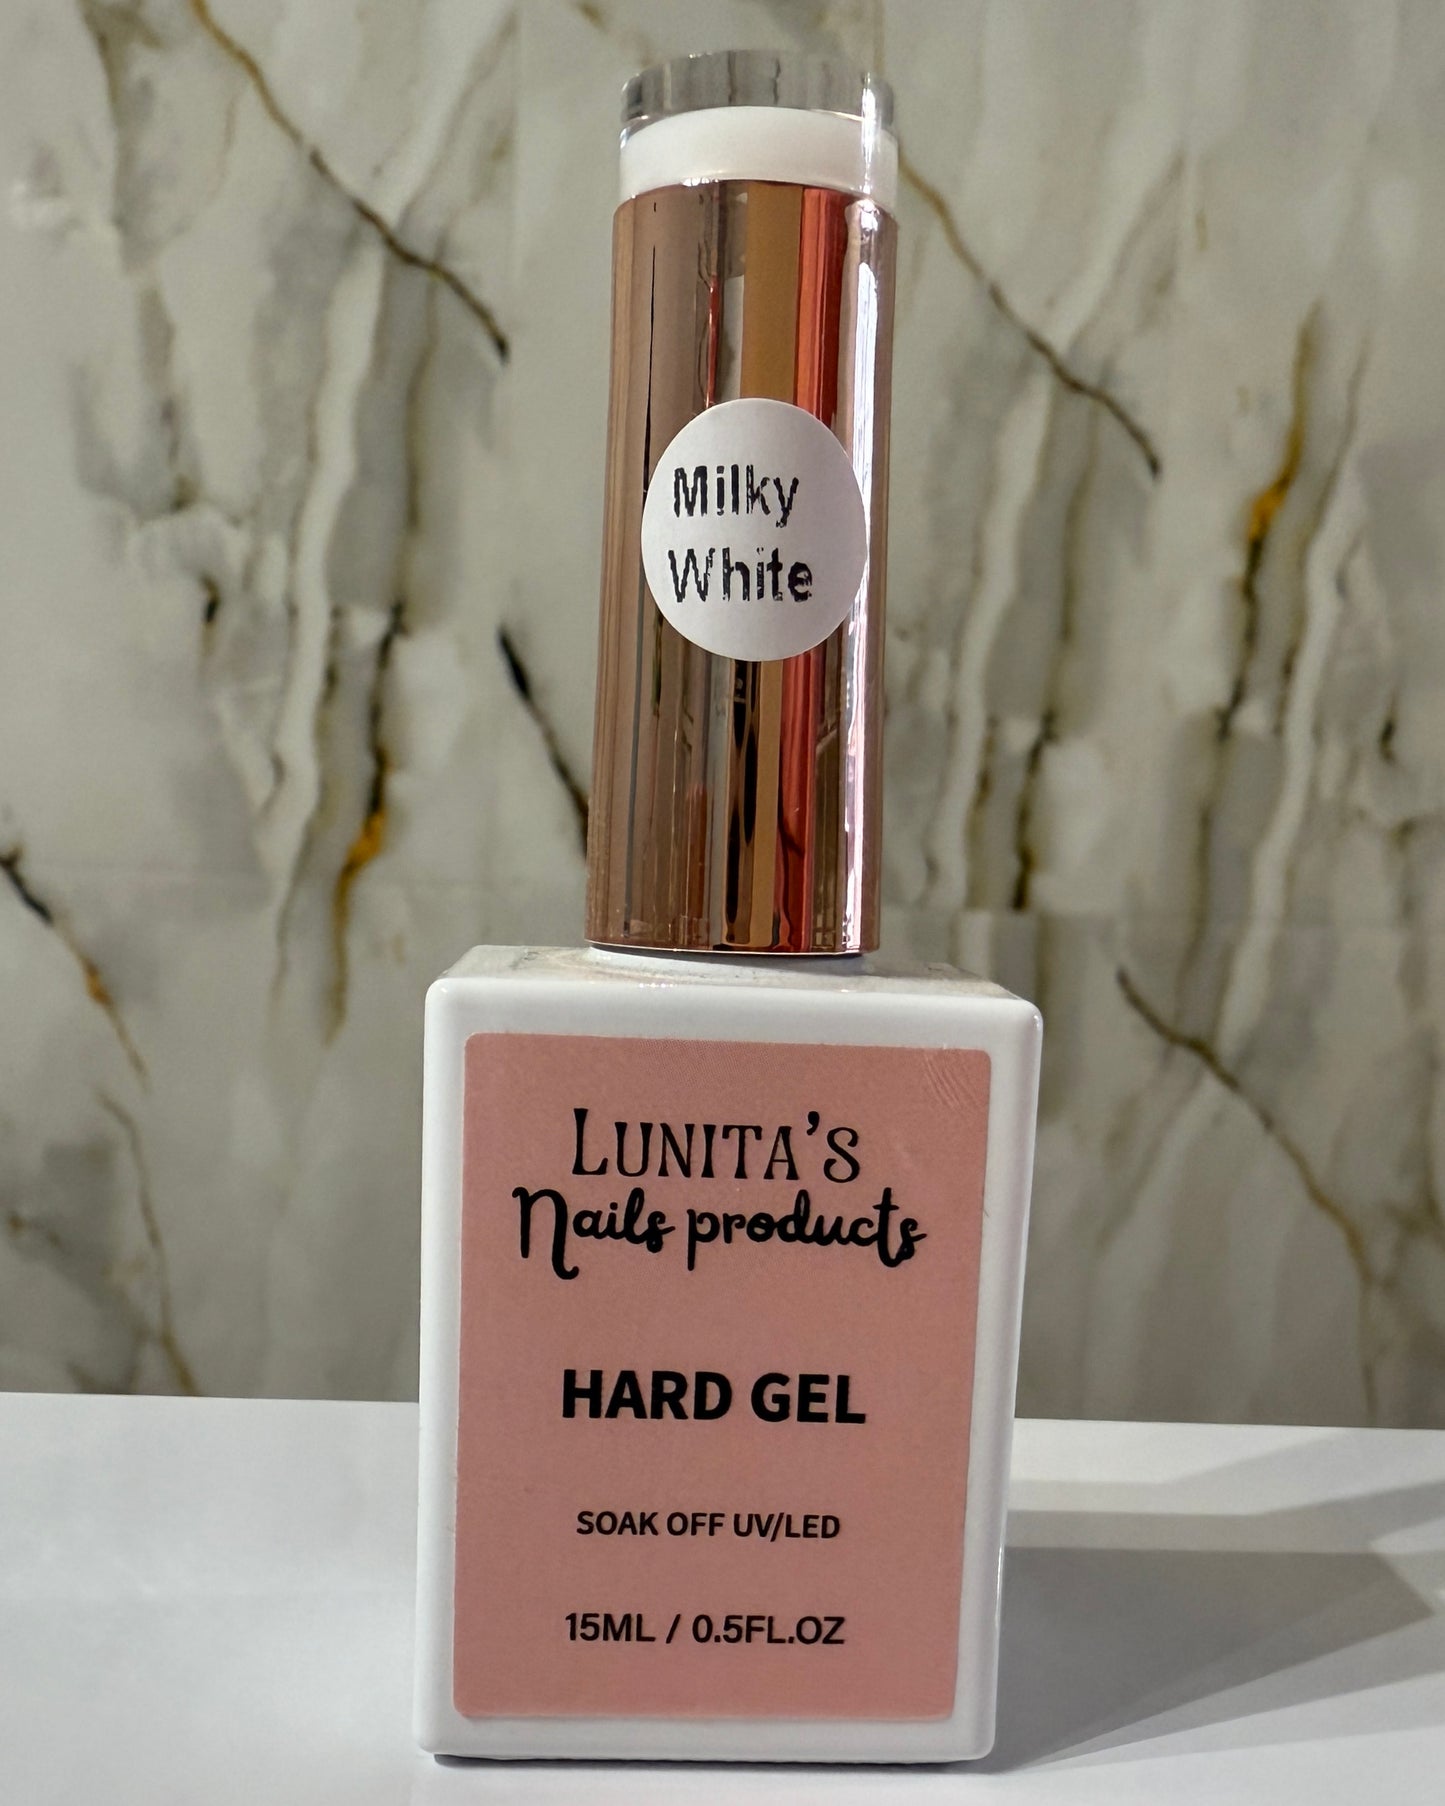 Milky
White
LUNITA'S
Nails products
HARD GEL
SOAK OFF UV/LED
15ML / 0.5FL.OZ